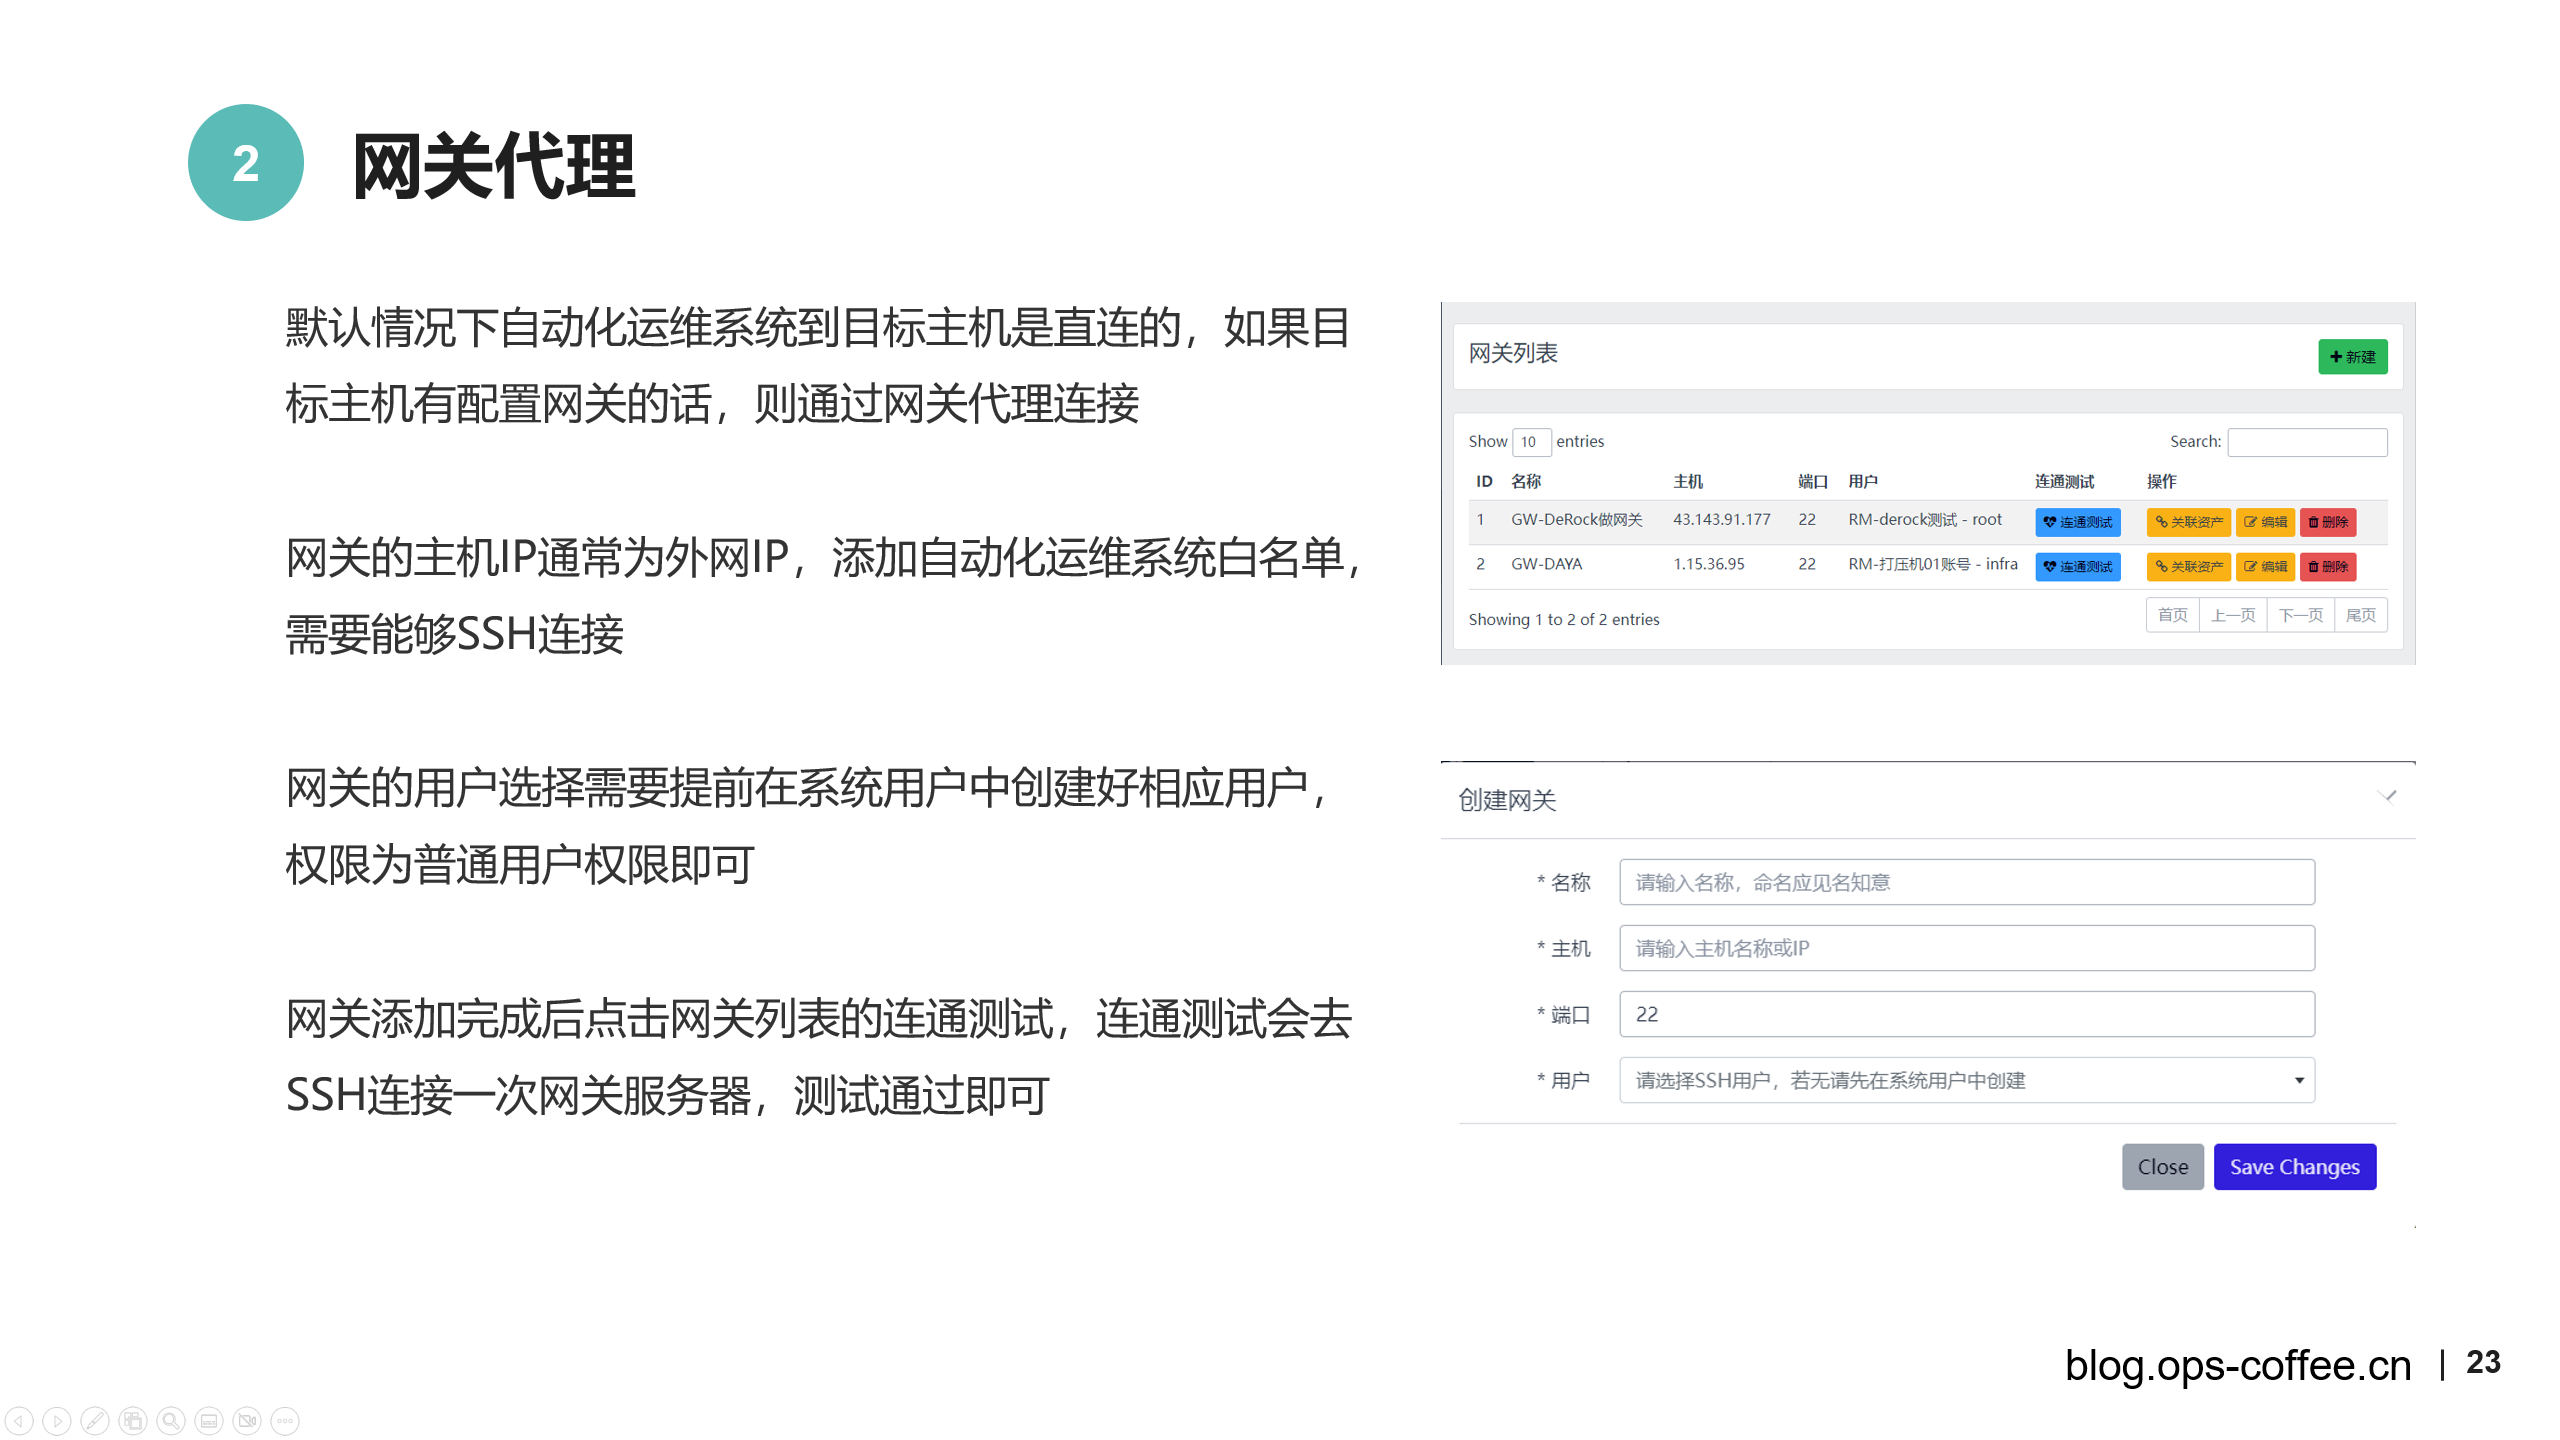 2
网关代理
默认情况下自动化运维系统到目标主机是直连的，如果目
标主机有配置网关的话，则通过网关代理连接
网关的主机IP通常为外网IP，添加自动化运维系统白名单，
需要能够SSH连接
网关的用户选择需要提前在系统用户中创建好相应用户，
权限为普通用户权限即可
网关添加完成后点击网关列表的连通测试，连通测试会去
SSH连接一次网关服务器，测试通过即可
网关列表 新建
Show 10 entries Search:
ID 名称 主机 端口 用户 连通测试 操作
1 GW-DeRock做网关 43.143.91.177 22 RM-derock测试 - root 连通测试 关联资产 编辑 删除
2 GW-DAYA 1.15.36.95 22 RM-打压机01账号 - infra 连通测试 关联资产 编辑 删除
Showing 1 to 2 of 2 entries 首页 上一页 下一页 尾页
创建网关
* 名称 请输入名称，命名应见名知意
* 主机 请输入主机名称或IP
* 端口 22
* 用户 请选择SSH用户，若无请先在系统用户中创建
Close Save Changes
blog.ops-coffee.cn | 23